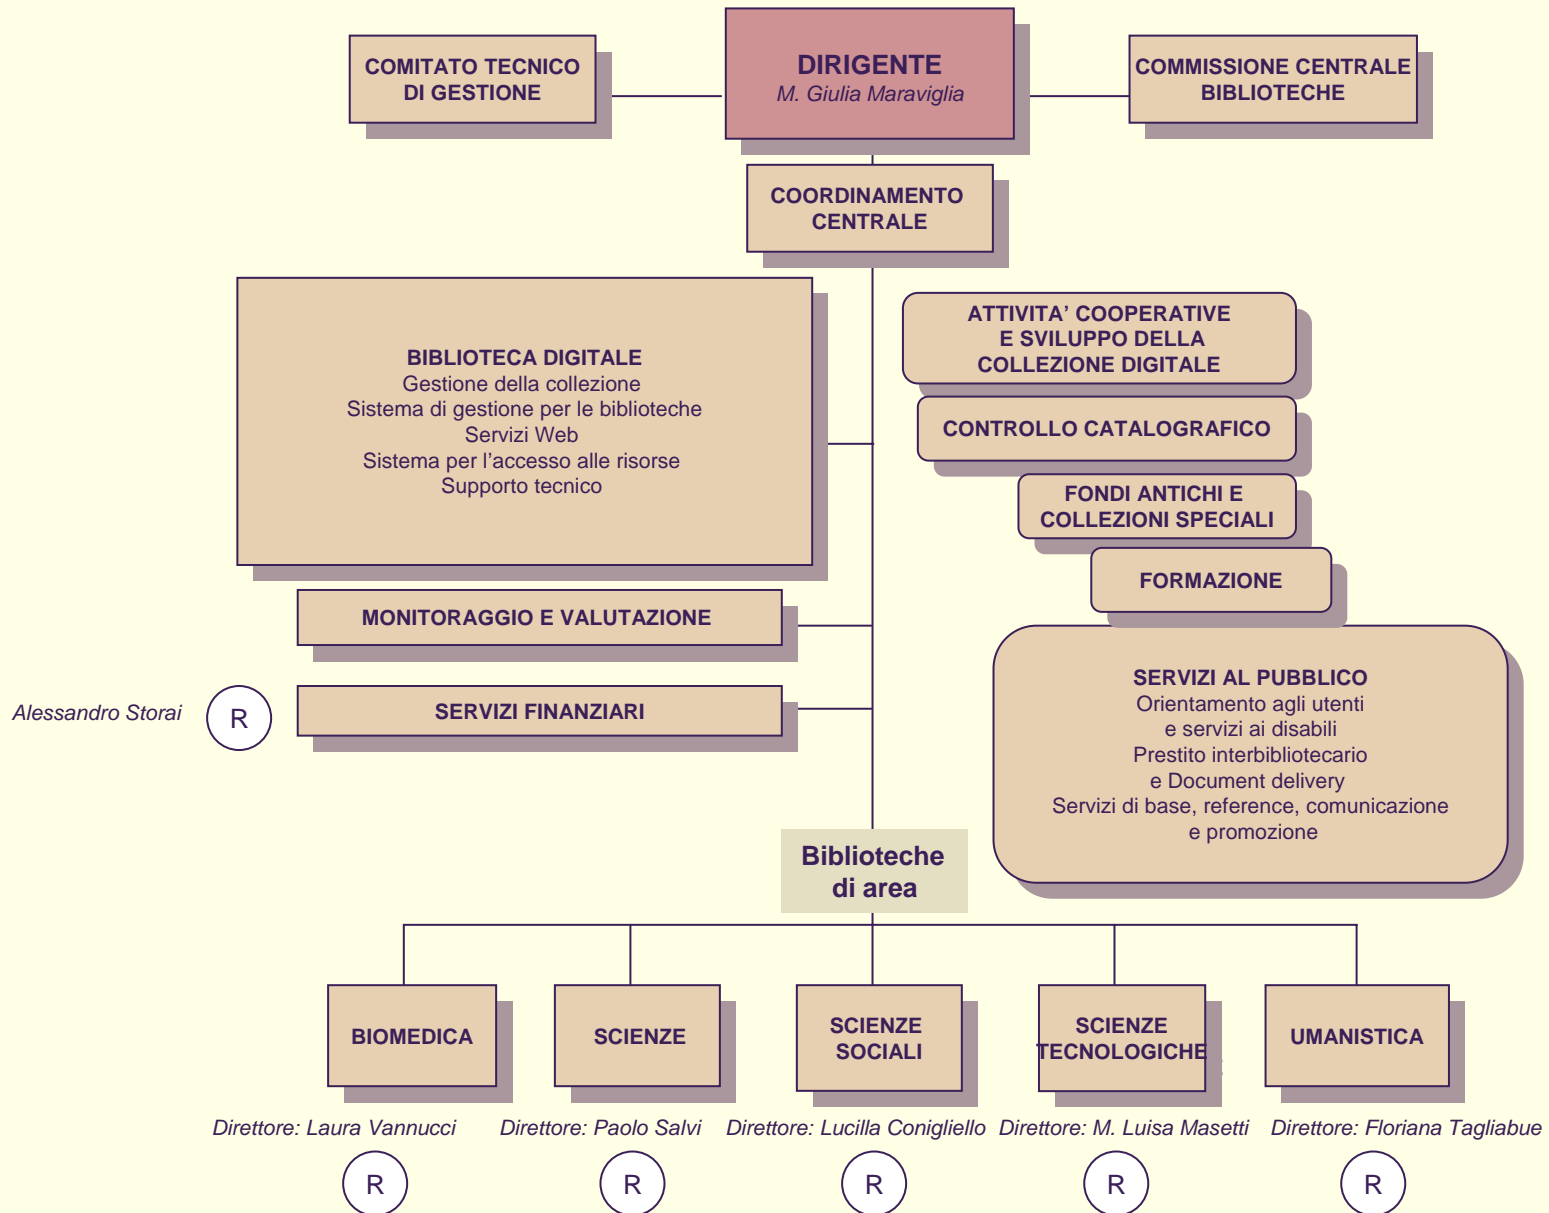 COMITATO TECNICO
DI GESTIONE
DIRIGENTE
M. Giulia Maraviglia
COMMISSIONE CENTRALE
BIBLIOTECHE
COORDINAMENTO
CENTRALE
BIBLIOTECA DIGITALE
Gestione della collezione
Sistema di gestione per le biblioteche
Servizi Web
Sistema per l’accesso alle risorse
Supporto tecnico
ATTIVITA’ COOPERATIVE
E SVILUPPO DELLA
COLLEZIONE DIGITALE
CONTROLLO CATALOGRAFICO
FONDI ANTICHI E
COLLEZIONI SPECIALI
FORMAZIONE
MONITORAGGIO E VALUTAZIONE
Alessandro Storai
R
SERVIZI FINANZIARI
SERVIZI AL PUBBLICO
Orientamento agli utenti
e servizi ai disabili
Prestito interbibliotecario
e Document delivery
Servizi di base, reference, comunicazione
e promozione
Biblioteche
di area
BIOMEDICA
SCIENZE
SCIENZE
SOCIALI
SCIENZE
TECNOLOGICHE
UMANISTICA
Direttore: Laura Vannucci
Direttore: Paolo Salvi
Direttore: Lucilla Conigliello
Direttore: M. Luisa Masetti
Direttore: Floriana Tagliabue
R
R
R
R
R